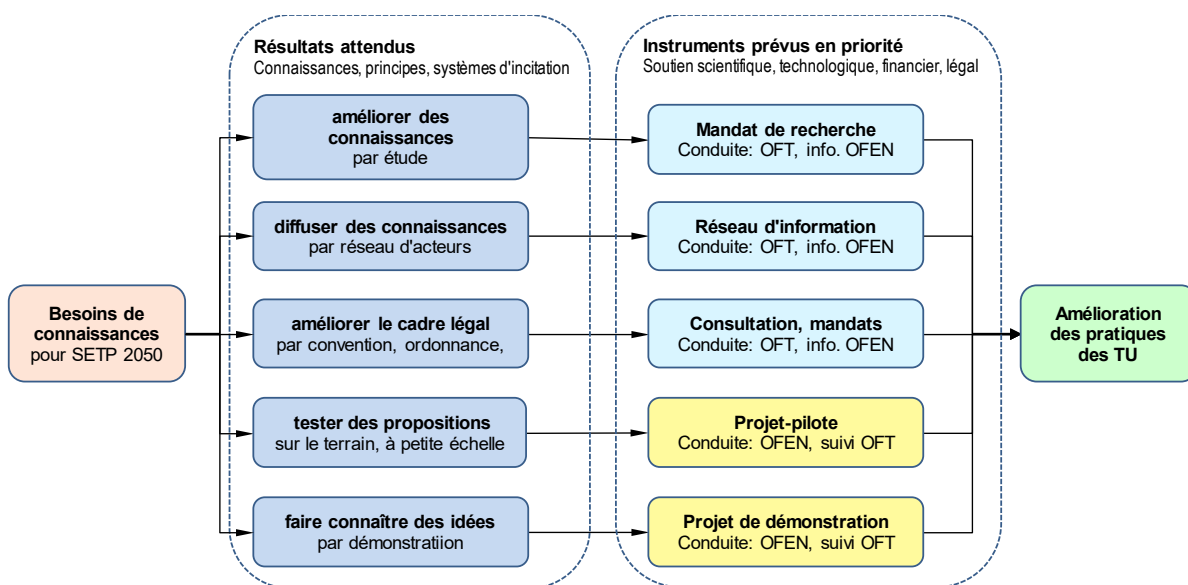 Résultats attendus
Connaissances, principes, systèmes d'incitation
Instruments prévus en priorité
Soutien scientifique, technologique, financier, légal
améliorer des
connaissances
par étude
Mandat de recherche
Conduite: OFT, info. OFEN
diffuser des connaissances
par réseau d'acteurs
Réseau d'information
Conduite: OFT, info. OFEN
Besoins de
connaissances
pour SETP 2050
améliorer le cadre légal
par convention, ordonnance,
Consultation, mandats
Conduite: OFT, info. OFEN
Amélioration
des pratiques
des TU
tester des propositions
sur le terrain, à petite échelle
Projet-pilote
Conduite: OFEN, suivi OFT
faire connaître des idées
par démonstratiion
Projet de démonstration
Conduite: OFEN, suivi OFT